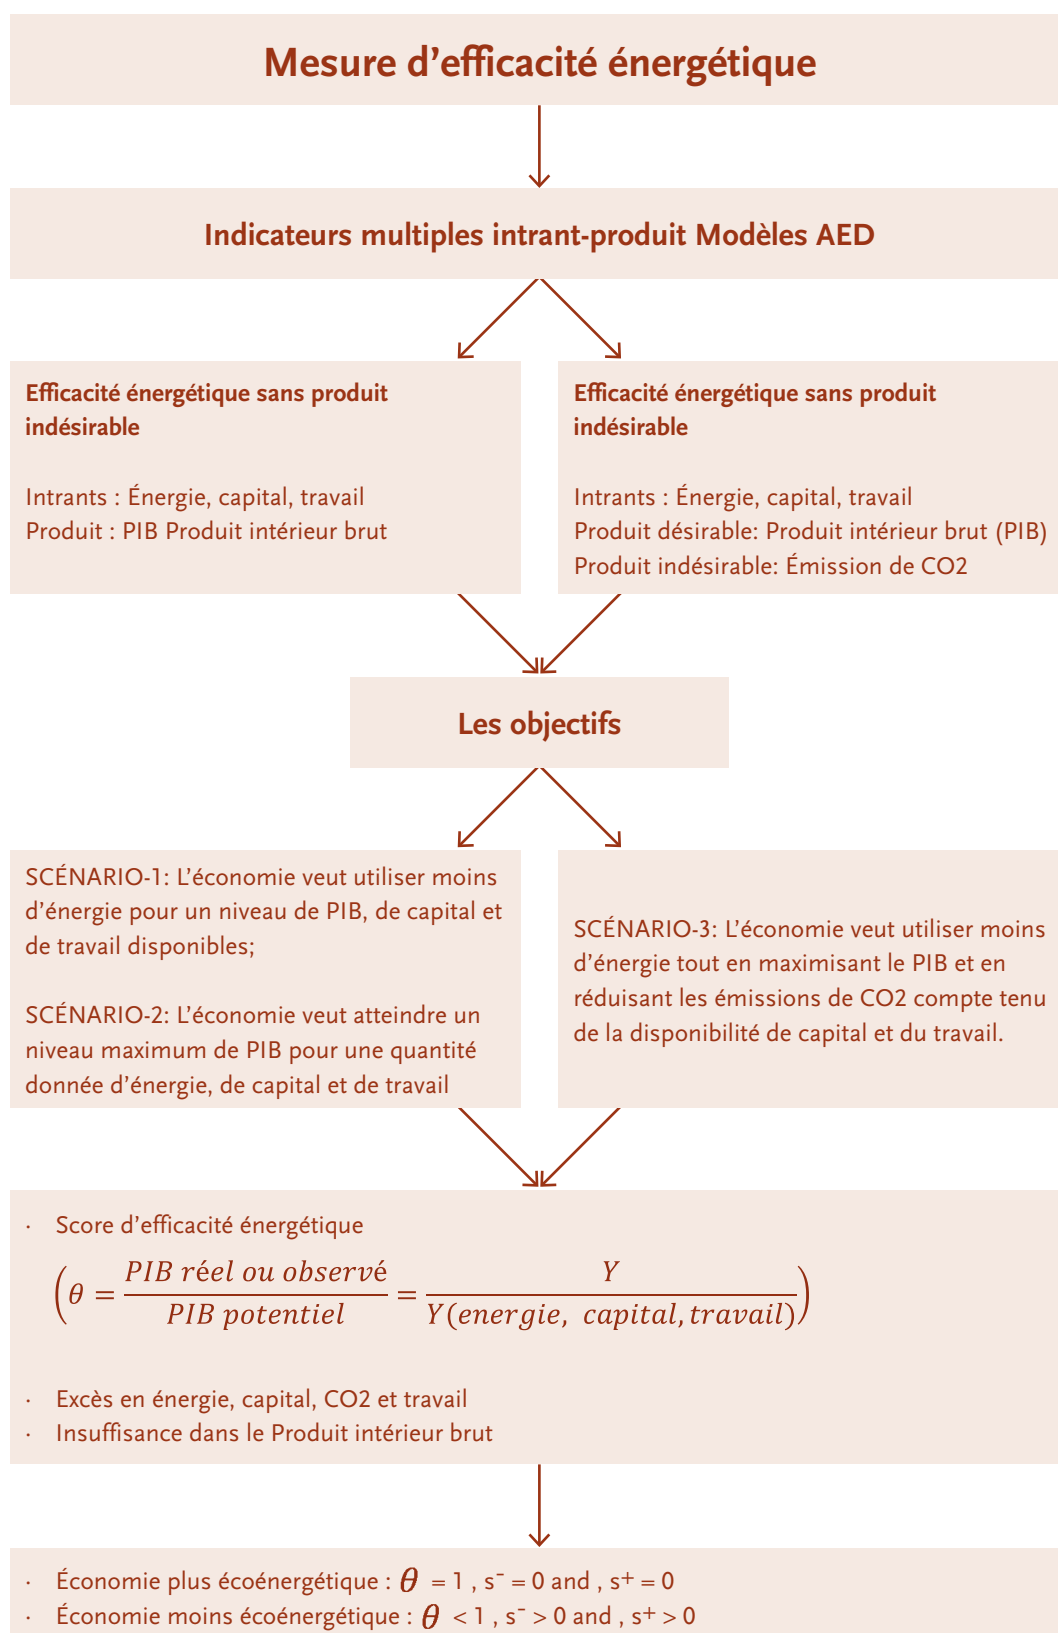 Mesure d’efficacité énergétique
Indicateurs multiples intrant-produit Modèles AED
Efficacité énergétique sans produit
indésirable
Intrants : Énergie, capital, travail
Produit : PIB Produit intérieur brut
Efficacité énergétique sans produit
indésirable
Intrants : Énergie, capital, travail
Produit désirable: Produit intérieur brut (PIB)
Produit indésirable: Émission de CO2
Les objectifs
SCÉNARIO-1: L’économie veut utiliser moins
d’énergie pour un niveau de PIB, de capital et
de travail disponibles;
SCÉNARIO-2: L’économie veut atteindre un
niveau maximum de PIB pour une quantité
donnée d’énergie, de capital et de travail
SCÉNARIO-3: L’économie veut utiliser moins
d’énergie tout en maximisant le PIB et en
réduisant les émissions de CO2 compte tenu
de la disponibilité de capital et du travail.
· Score d’efficacité énergétique
(θ = PIB réel ou observé / PIB potentiel = Y / Y(energie, capital,travail))
· Excès en énergie, capital, CO2 et travail
· Insuffisance dans le Produit intérieur brut
· Économie plus écoénergétique : θ = 1 , s⁻ = 0 and , s⁺ = 0
· Économie moins écoénergétique : θ < 1 , s⁻ > 0 and , s⁺ > 0